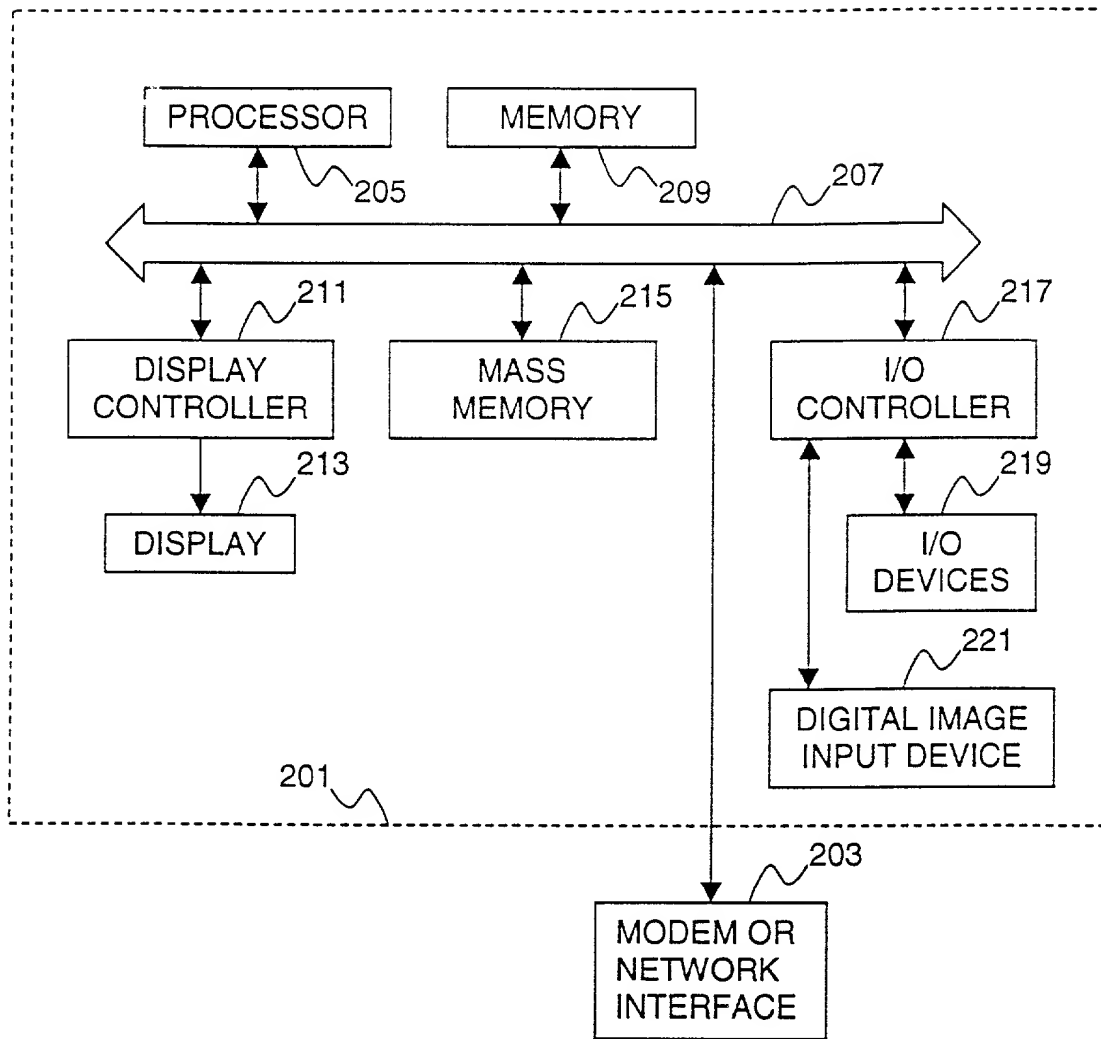 PROCESSOR
205
MEMORY
209
207
211
DISPLAY
CONTROLLER
215
MASS
MEMORY
217
I/O
CONTROLLER
213
DISPLAY
219
I/O
DEVICES
221
DIGITAL IMAGE
INPUT DEVICE
201
203
MODEM OR
NETWORK
INTERFACE